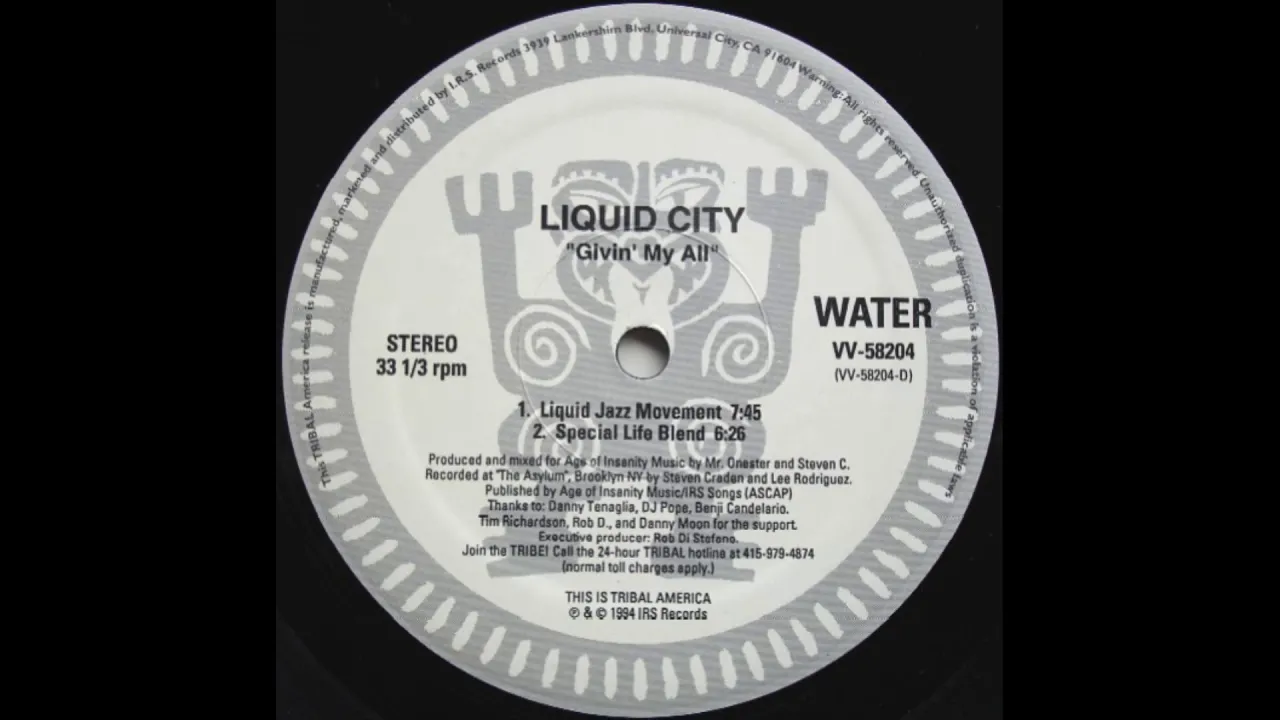 This TRIBAL America release is manufactured, marketed and distributed by I.R.S. Records 3939 Lankershim Blvd. Universal City, CA 91604 Warning: All rights reserved. Unauthorized duplication is a violation of applicable laws
LIQUID CITY
"Givin' My All"
WATER
VV-58204
(VV-58204-D)
STEREO
33 1/3 rpm
1. Liquid Jazz Movement 7:45
2. Special Life Blend 6:26
Produced and mixed for Age of Insanity Music by Mr. Onester and Steven C.
Recorded at "The Asylum", Brooklyn NY by Steven Craden and Lee Rodriguez.
Published by Age of Insanity Music/IRS Songs (ASCAP)
Thanks to: Danny Tenaglia, DJ Pope, Benji Candelario.
Tim Richardson, Rob D., and Danny Moon for the support.
Executive producer: Rob Di Stefano.
Join the TRIBE! Call the 24-hour TRIBAL hotline at 415-979-4874
(normal toll charges apply.)
THIS IS TRIBAL AMERICA
℗ & © 1994 IRS Records